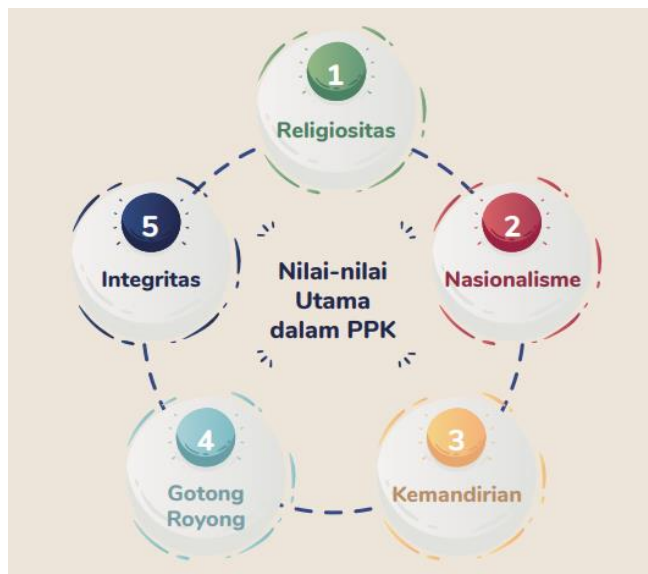 1
Religiositas
2
Nasionalisme
3
Kemandirian
4
Gotong
Royong
5
Integritas
Nilai-nilai
Utama
dalam PPK